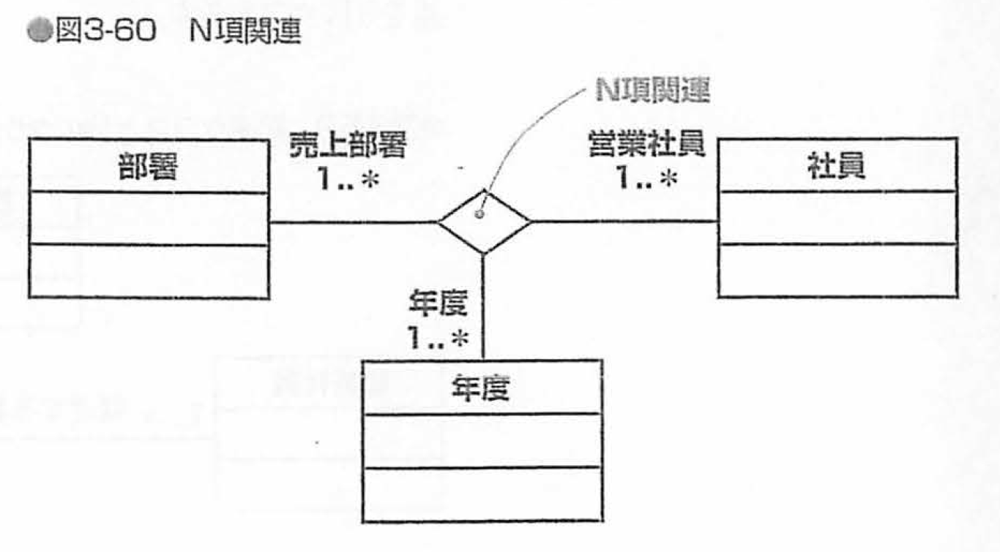 ●図3-60 N項関連
N項関連
部署
売上部署
1..*
営業社員
1..*
社員
年度
1..*
年度